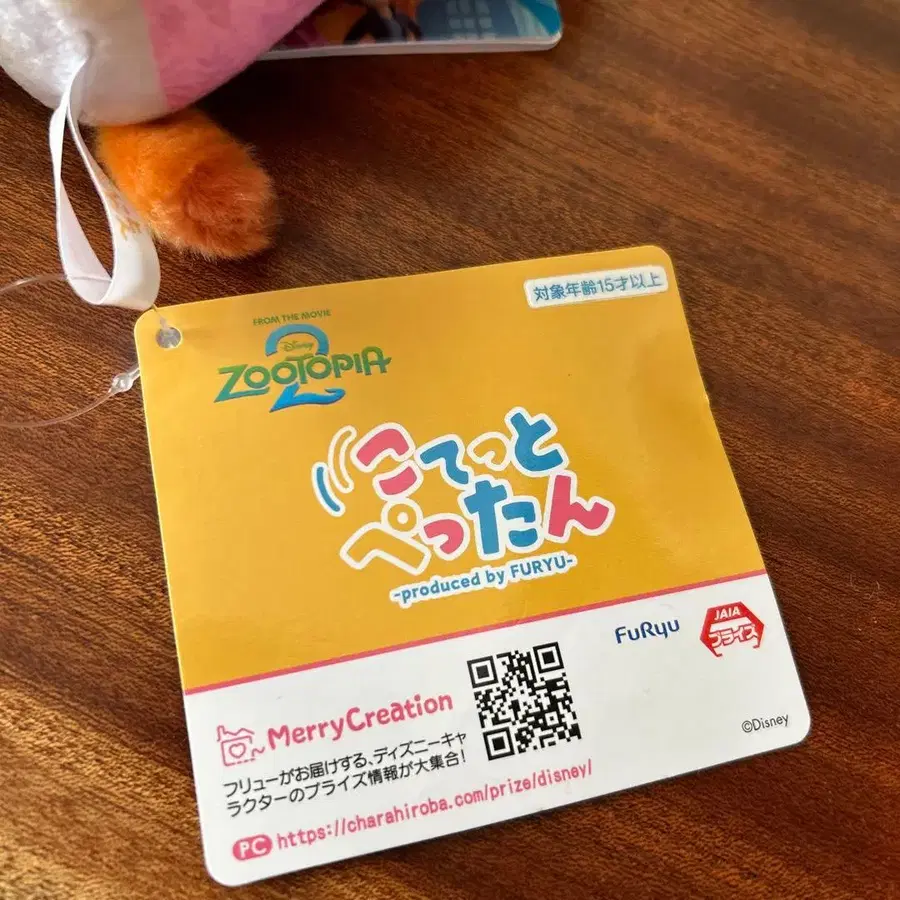 対象年齢15才以上
FROM THE MOVIE
Disney
ZOOTOPIA
2
こてっと
ぺったん
-produced by FURYU-
FuRyu
JAIA
プライズ
MerryCreation
フリューがお届けする、ディズニーキャ
ラクターのプライズ情報が大集合!
©Disney
PC https://charahiroba.com/prize/disney/